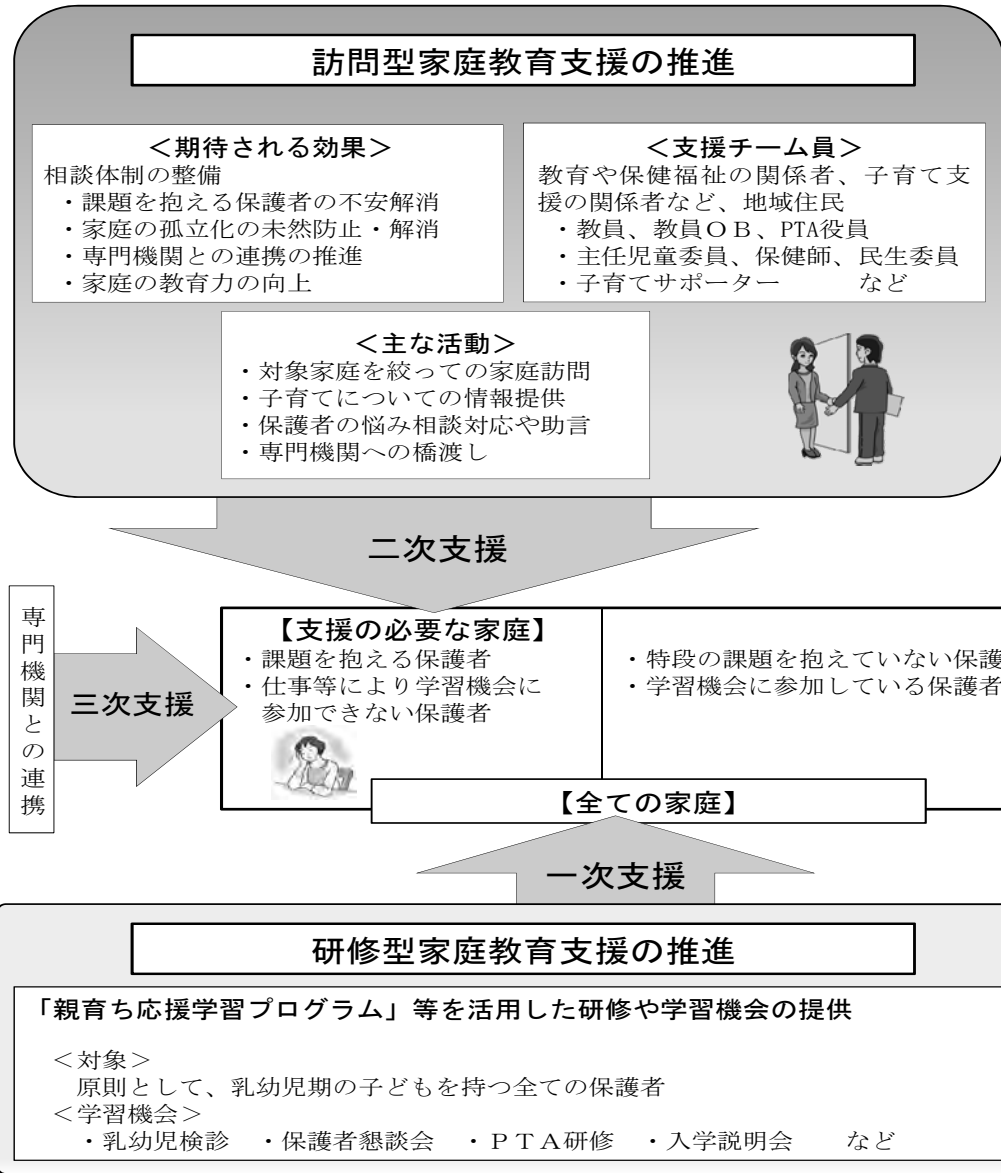 訪問型家庭教育支援の推進
＜期待される効果＞
相談体制の整備
・課題を抱える保護者の不安解消
・家庭の孤立化の未然防止・解消
・専門機関との連携の推進
・家庭の教育力の向上
＜支援チーム員＞
教育や保健福祉の関係者、子育て支
援の関係者など、地域住民
・教員、教員ＯＢ、PTA役員
・主任児童委員、保健師、民生委員
・子育てサポーター　　　など
＜主な活動＞
・対象家庭を絞っての家庭訪問
・子育てについての情報提供
・保護者の悩み相談対応や助言
・専門機関への橋渡し
二次支援
専門機関との連携
三次支援
【支援の必要な家庭】
・課題を抱える保護者
・仕事等により学習機会に
参加できない保護者
・特段の課題を抱えていない保護
・学習機会に参加している保護者
【全ての家庭】
一次支援
研修型家庭教育支援の推進
「親育ち応援学習プログラム」等を活用した研修や学習機会の提供
＜対象＞
原則として、乳幼児期の子どもを持つ全ての保護者
＜学習機会＞
・乳幼児検診　・保護者懇談会　・ＰＴＡ研修　・入学説明会　　など